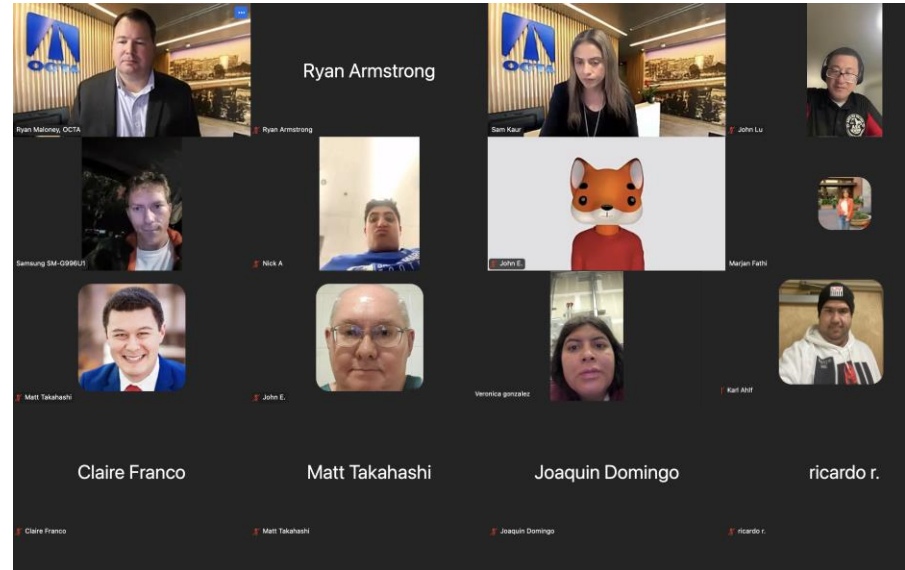 OCTA
Ryan Maloney, OCTA
Ryan Armstrong
Ryan Armstrong
OCTA
Sam Kaur
John Lu
Samsung SM-G996U1
Nick A
John E.
Marjan Fathi
Matt Takahashi
John E.
Veronica gonzalez
Karl Ahlf
Claire Franco
Claire Franco
Matt Takahashi
Matt Takahashi
Joaquin Domingo
Joaquin Domingo
ricardo r.
ricardo r.